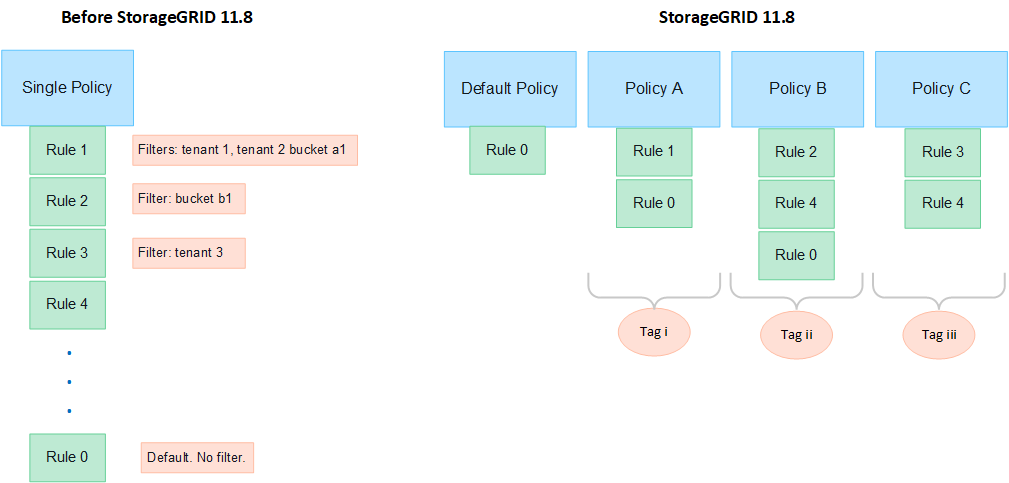 Before StorageGRID 11.8
Single Policy
Rule 1
Filters: tenant 1, tenant 2 bucket a1
Rule 2
Filter: bucket b1
Rule 3
Filter: tenant 3
Rule 4
Rule 0
Default. No filter.
StorageGRID 11.8
Default Policy
Rule 0
Policy A
Rule 1
Rule 0
Tag i
Policy B
Rule 2
Rule 4
Rule 0
Tag ii
Policy C
Rule 3
Rule 4
Tag iii